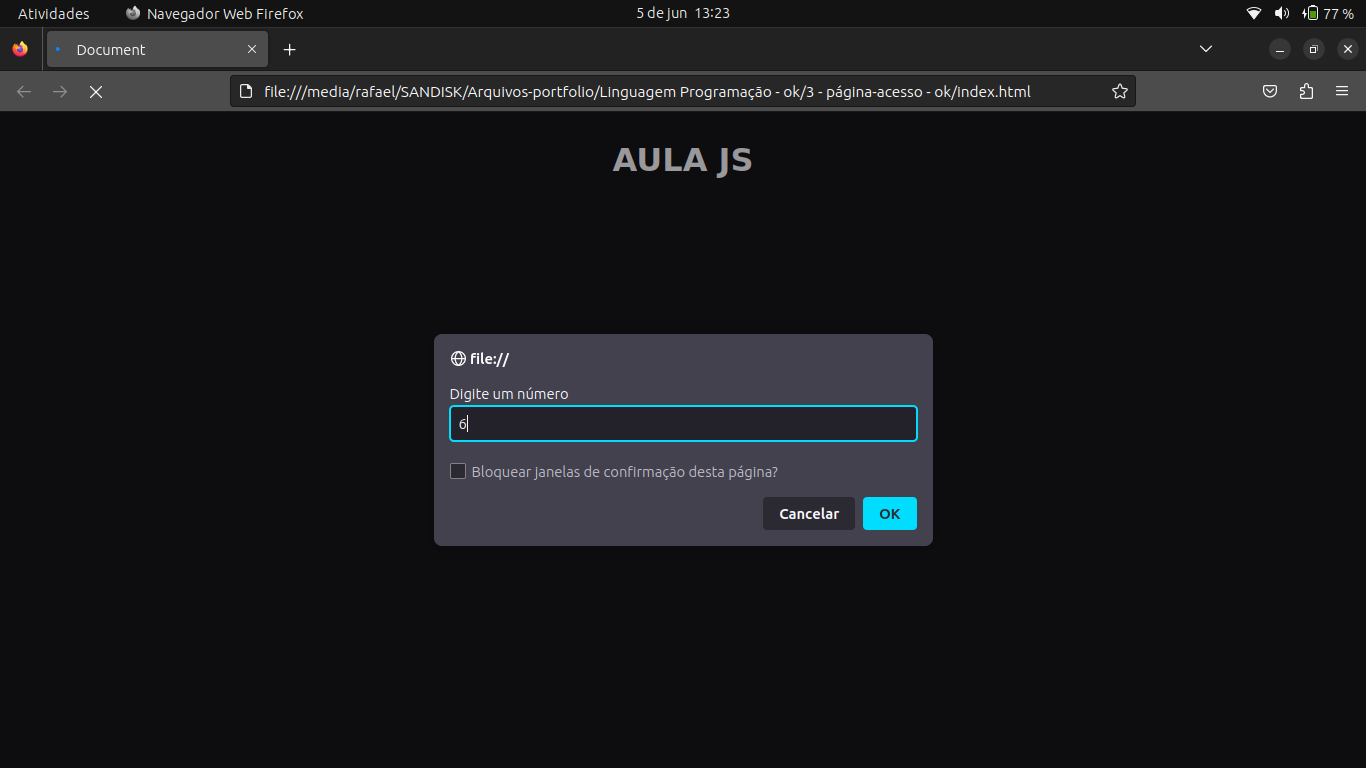 Atividades Navegador Web Firefox 5 de jun 13:23 77 %
Document
file:///media/rafael/SANDISK/Arquivos-portfolio/Linguagem Programação - ok/3 - página-acesso - ok/index.html
AULA JS
file://
Digite um número
6
Bloquear janelas de confirmação desta página?
Cancelar OK